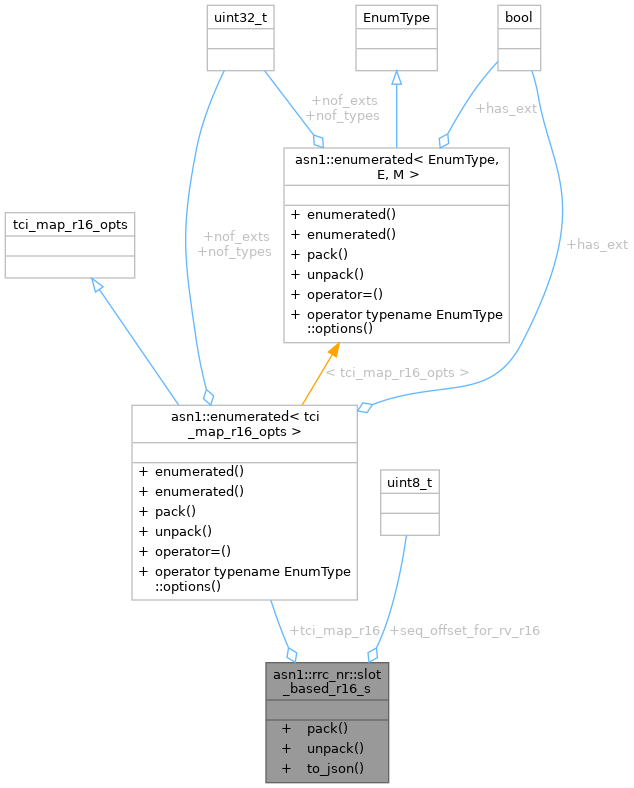 uint32_t
EnumType
bool
+nof_exts
+nof_types
+has_ext
asn1::enumerated< EnumType,
E, M >
+ enumerated()
+ enumerated()
+ pack()
+ unpack()
+ operator=()
+ operator typename EnumType
::options()
tci_map_r16_opts
+nof_exts
+nof_types
+has_ext
< tci_map_r16_opts >
asn1::enumerated< tci
_map_r16_opts >
+ enumerated()
+ enumerated()
+ pack()
+ unpack()
+ operator=()
+ operator typename EnumType
::options()
uint8_t
+tci_map_r16
+seq_offset_for_rv_r16
asn1::rrc_nr::slot
_based_r16_s
+ pack()
+ unpack()
+ to_json()